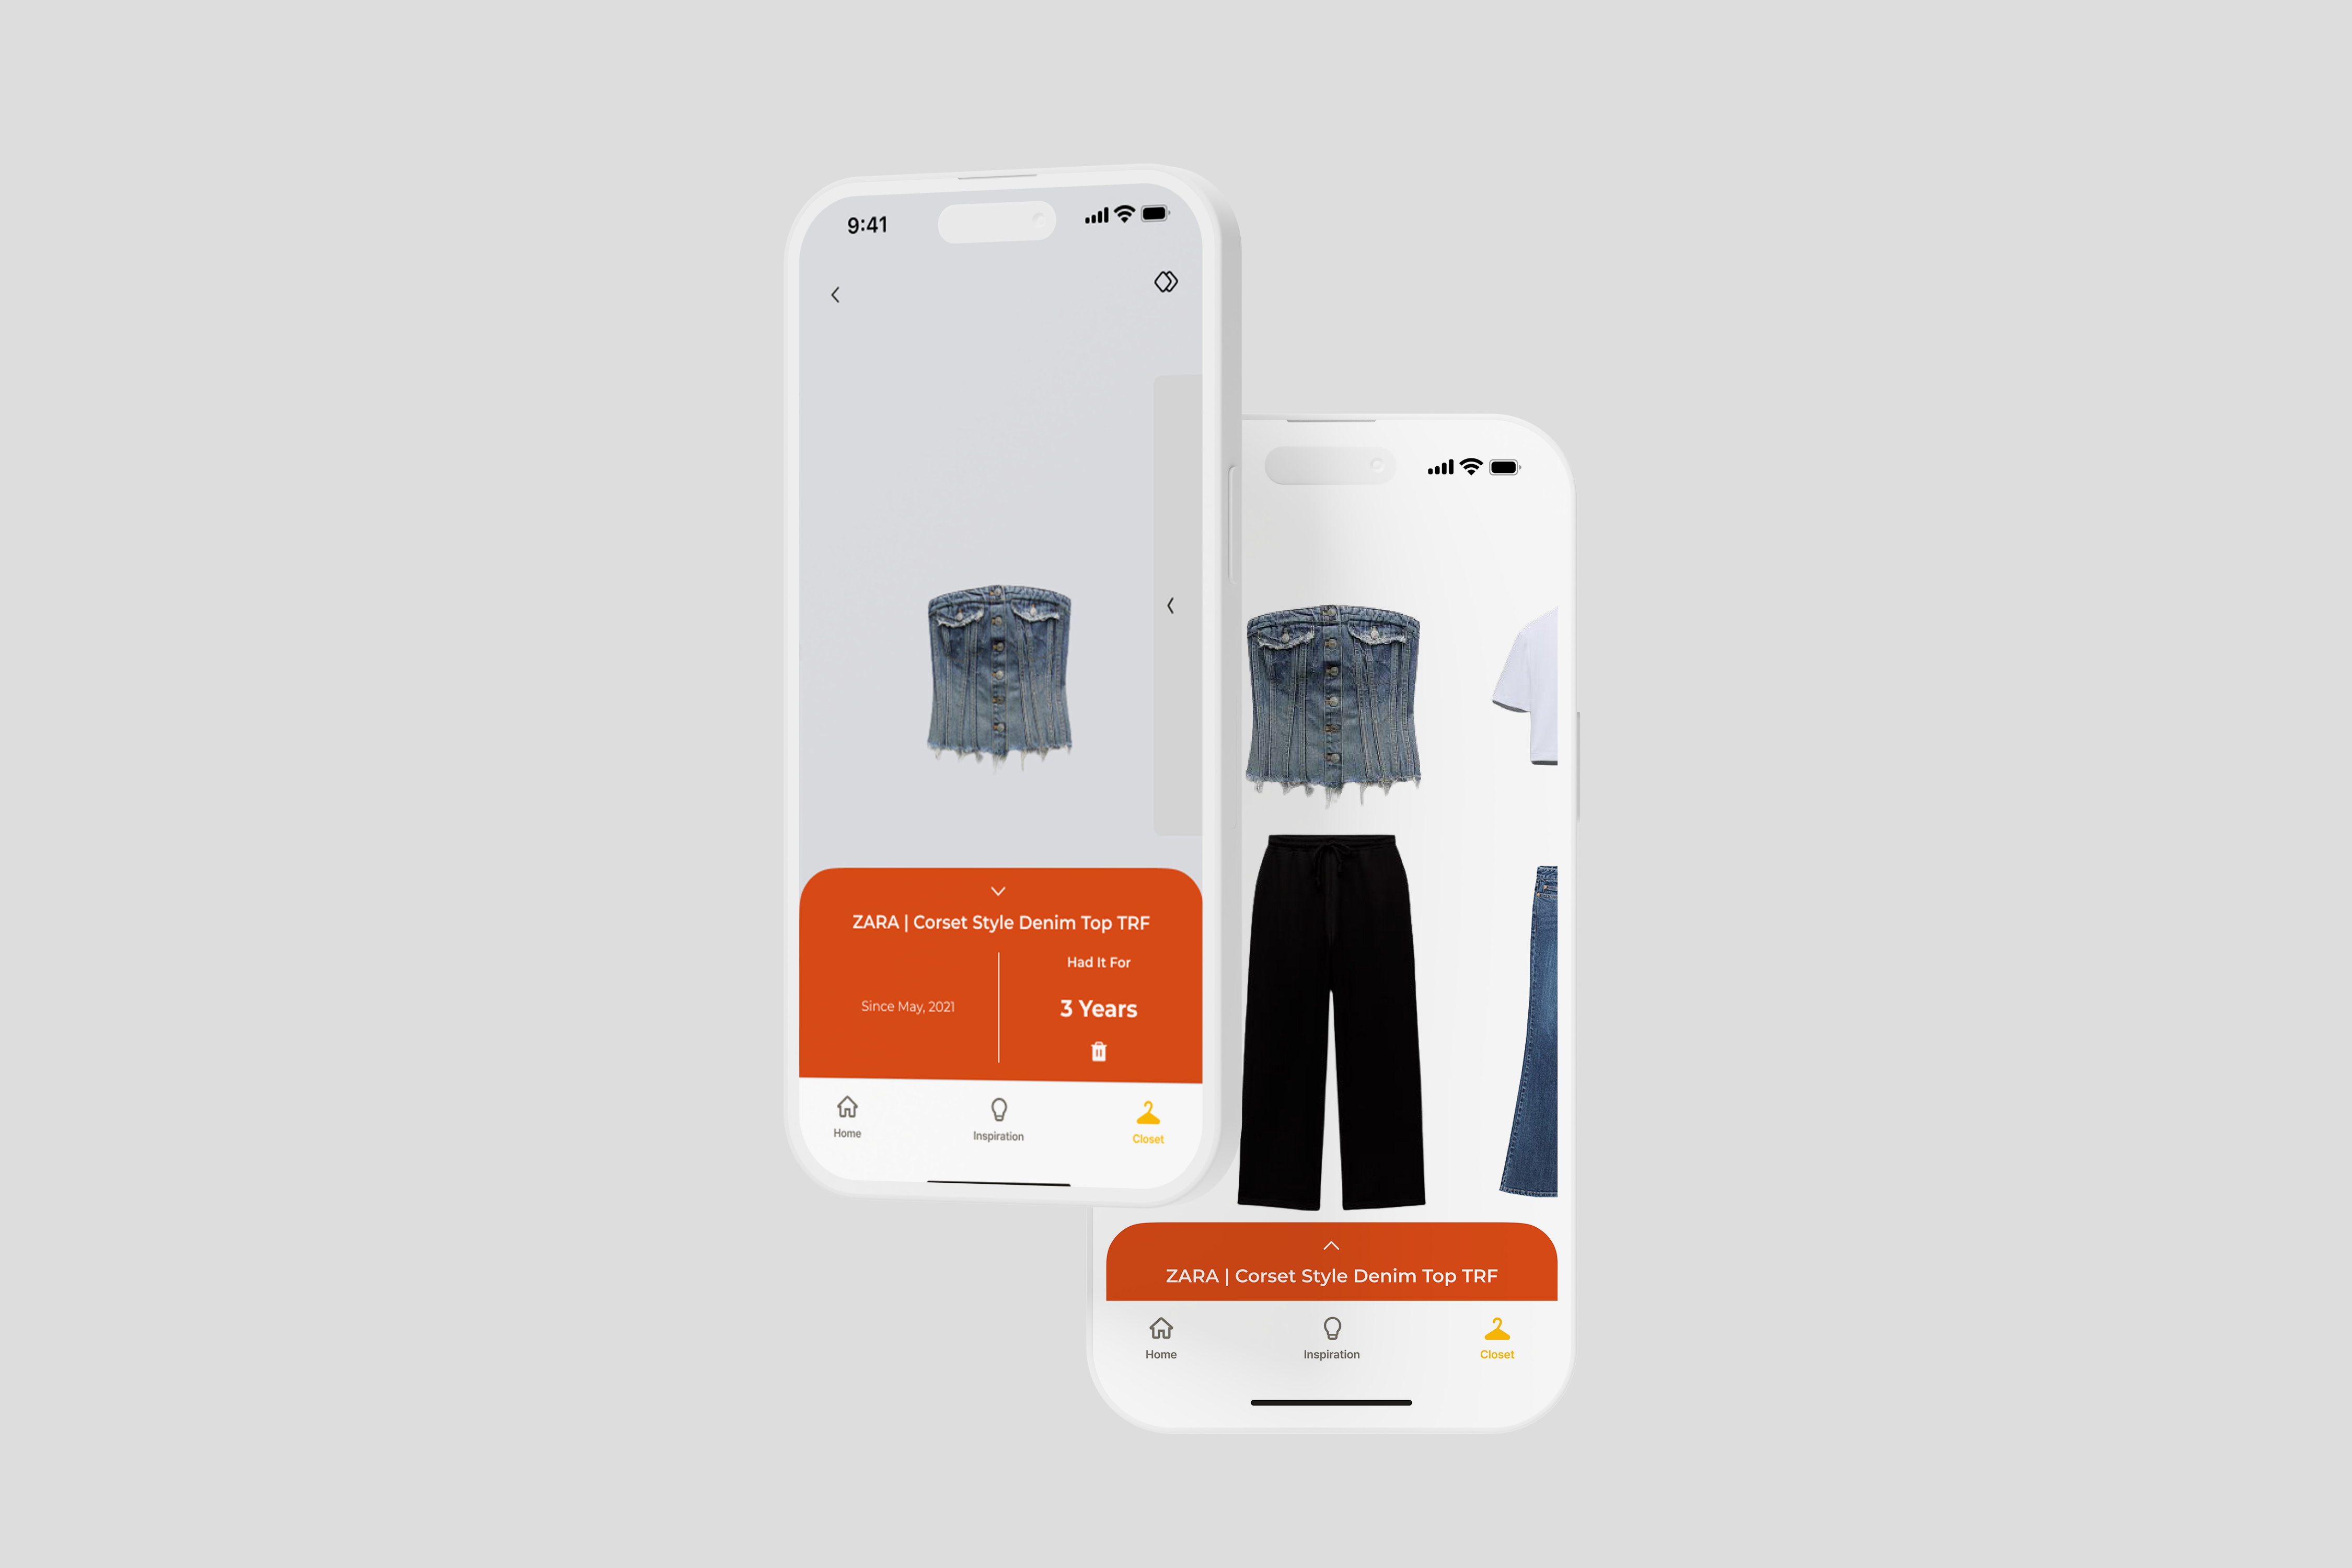 9:41
ZARA | Corset Style Denim Top TRF
Had It For
Since May, 2021
3 Years
Home
Inspiration
Closet
ZARA | Corset Style Denim Top TRF
Home
Inspiration
Closet